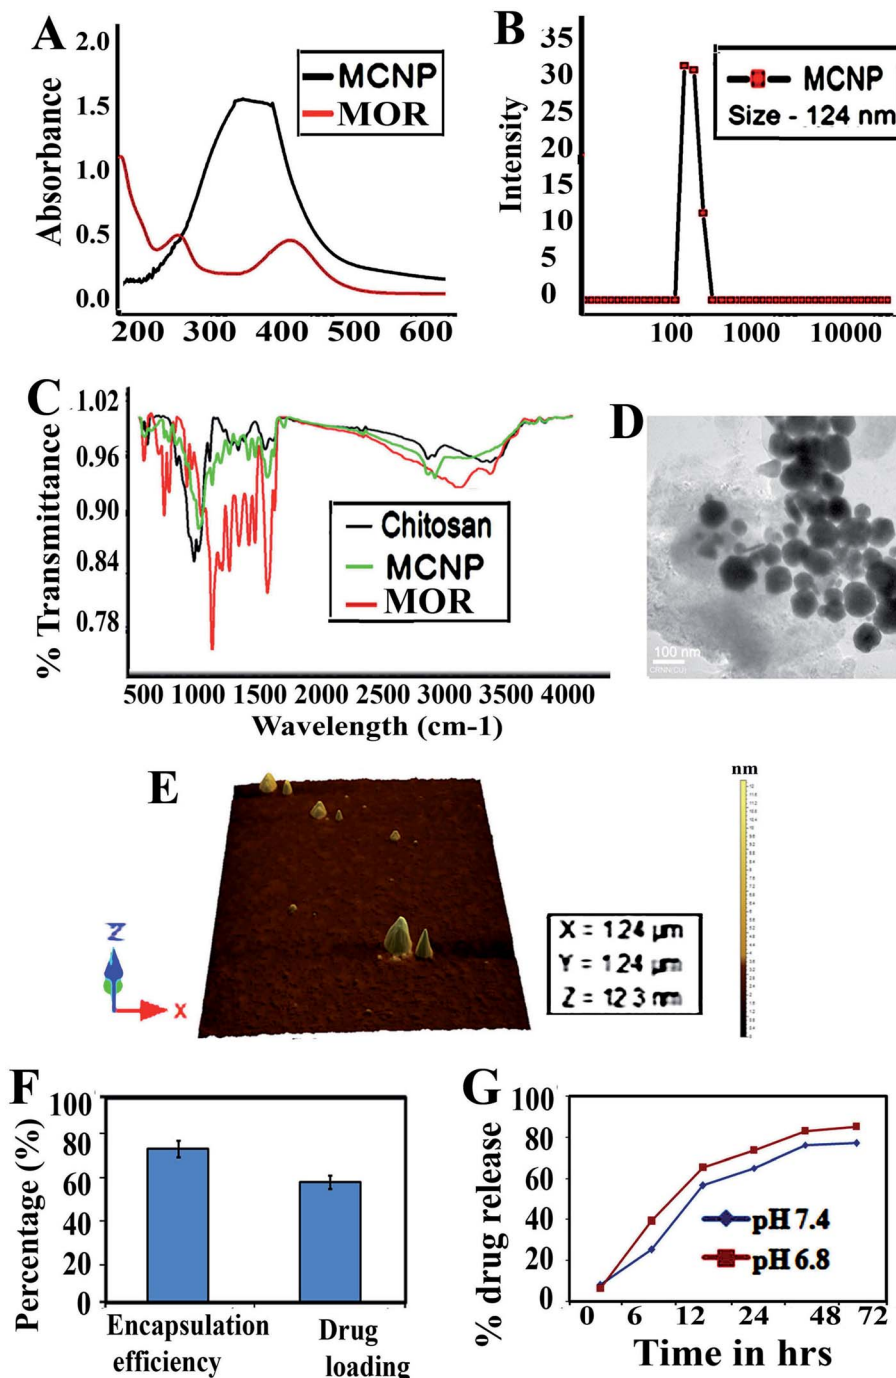 A
2.0
1.5
1.0
0.5
0.0
Absorbance
MCNP
MOR
200 300 400 500 600
B
35
30
25
20
15
10
5
0
Intensity
MCNP
Size - 124 nm
100 1000 10000
C
1.02
0.96
0.90
0.84
0.78
% Transmittance
Chitosan
MCNP
MOR
500 1000 1500 2000 2500 3000 3500 4000
Wavelength (cm-1)
D
100 nm
E
Z
X
X = 1.24 µm
Y = 1.24 µm
Z = 12.3 nm
nm
F
100
80
60
40
20
0
Percentage (%)
Encapsulation
efficiency
Drug
loading
G
100
80
60
40
20
0
% drug release
pH 7.4
pH 6.8
0 6 12 24 48 72
Time in hrs